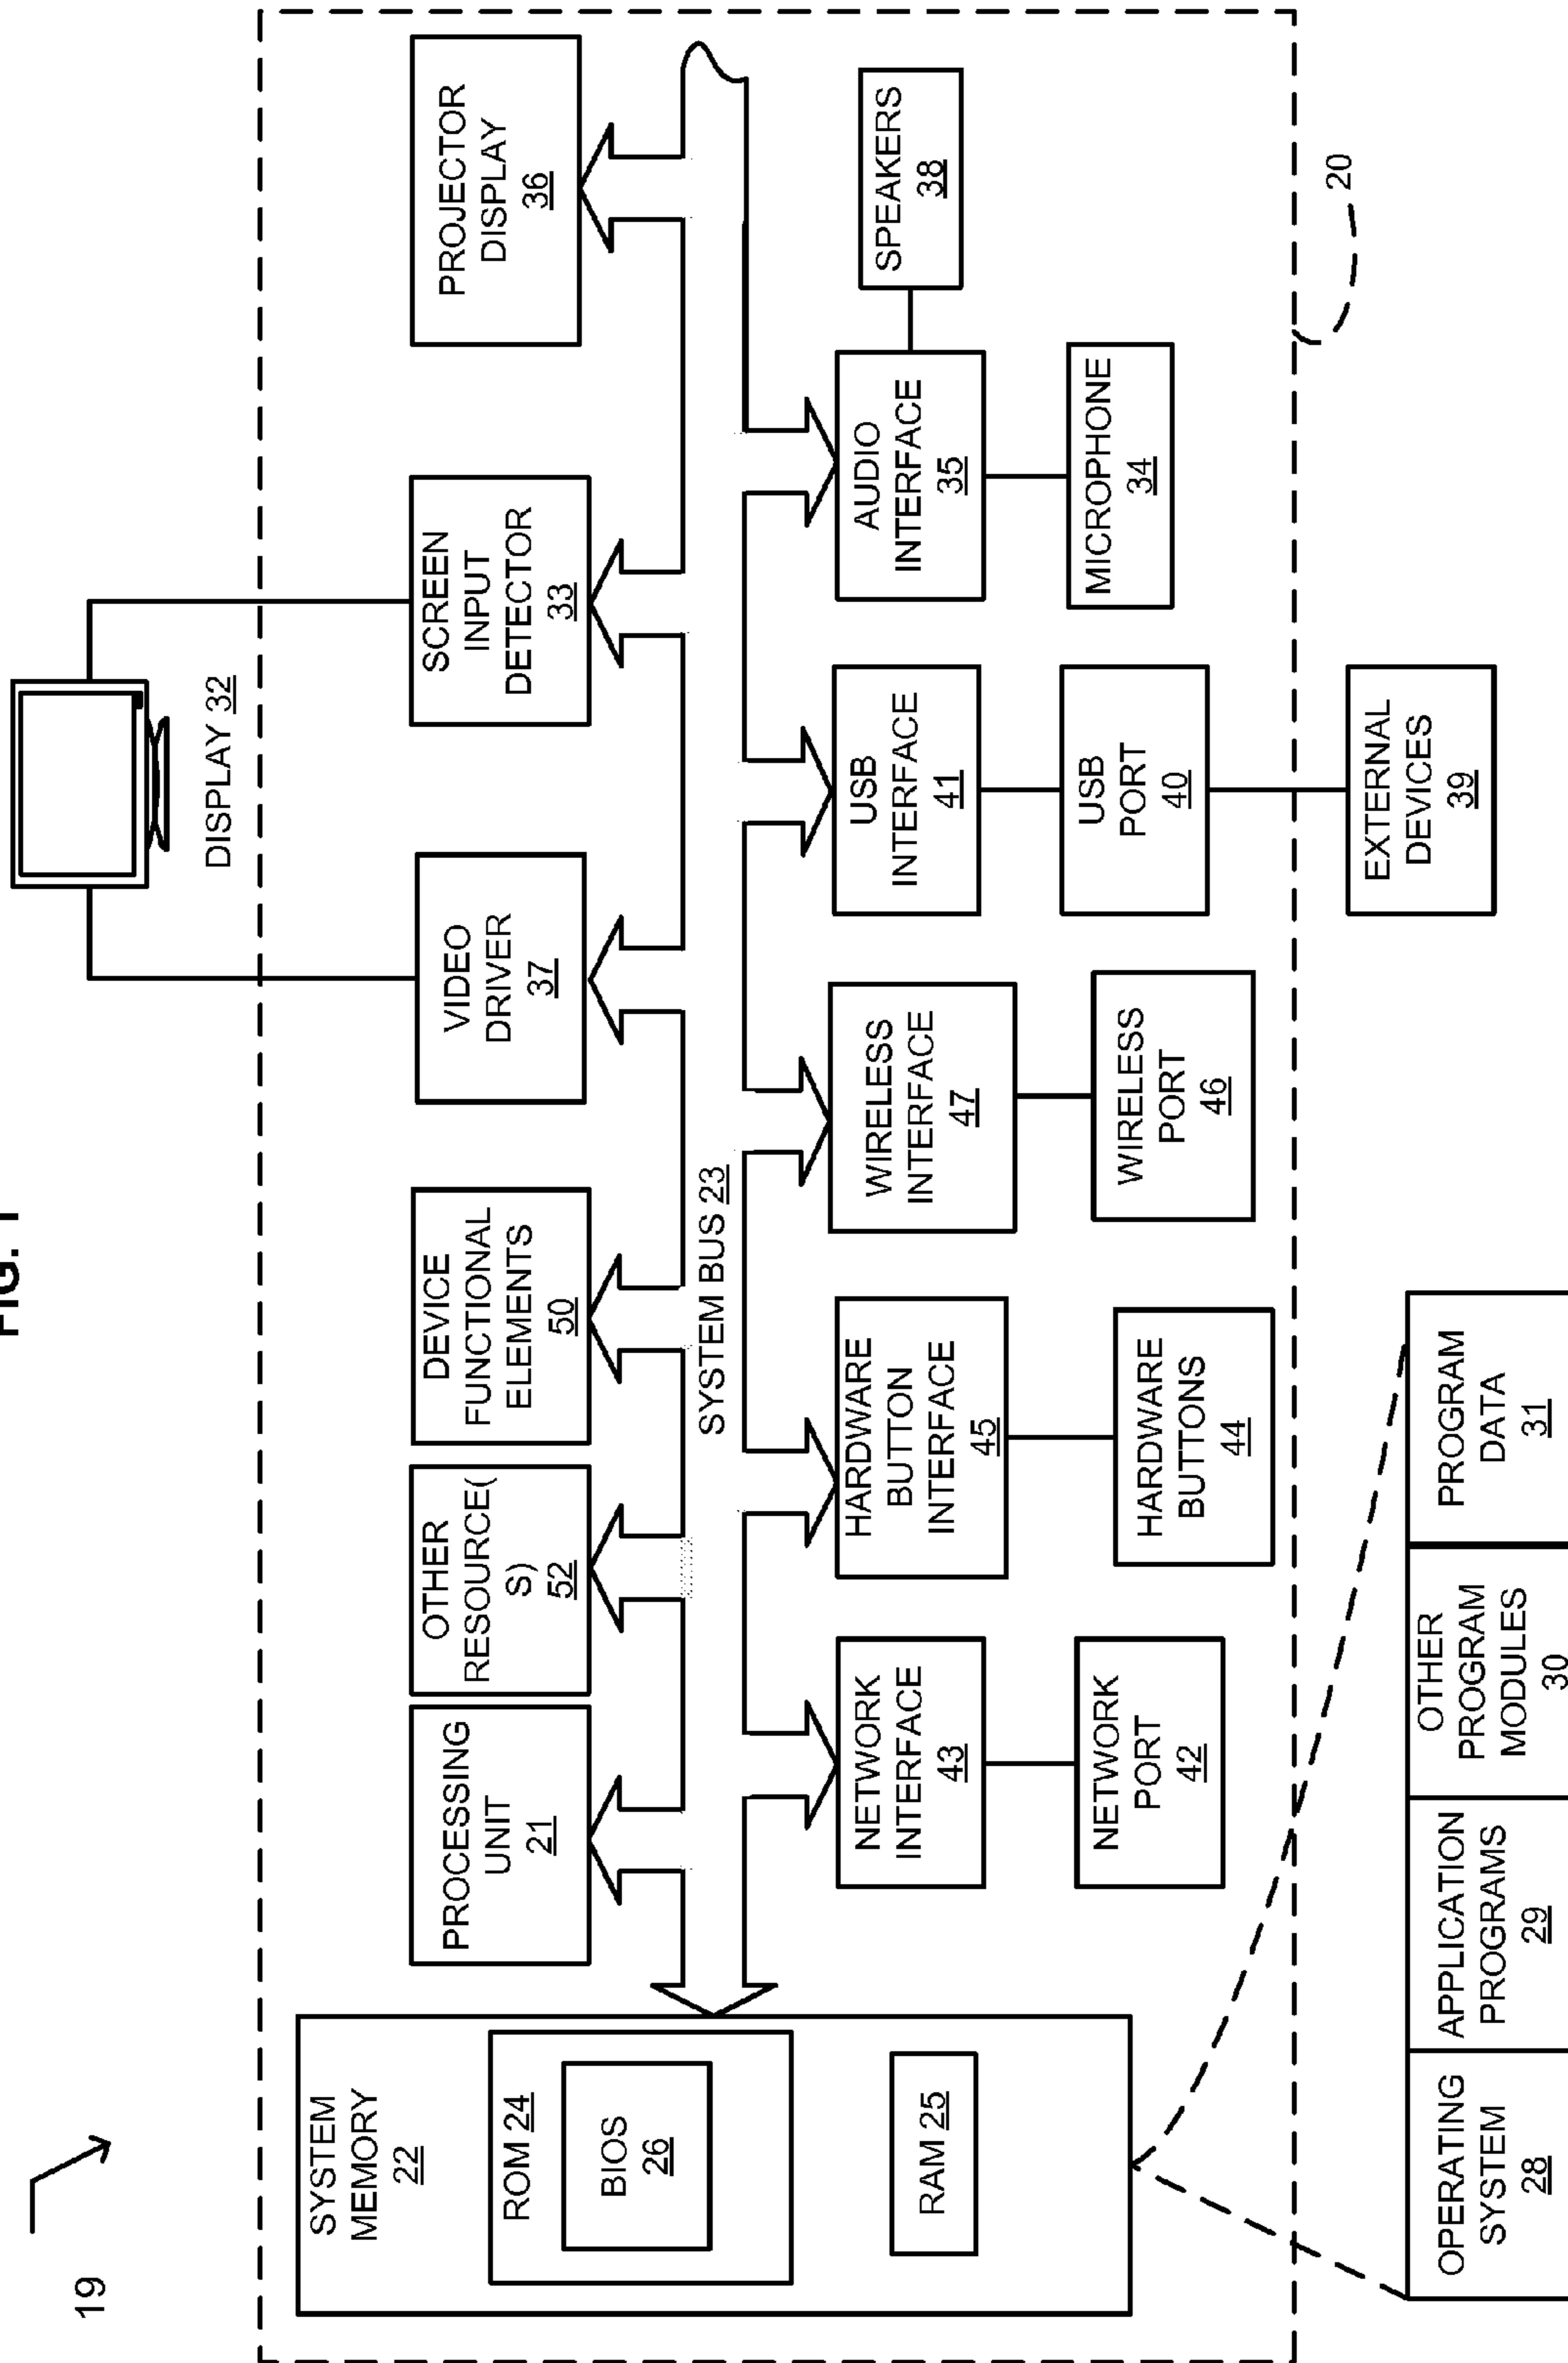 FIG. 1
19
DISPLAY 32
SYSTEM
MEMORY
22
ROM 24
BIOS
26
RAM 25
PROCESSING
UNIT
21
OTHER
RESOURCE(
S)
52
DEVICE
FUNCTIONAL
ELEMENTS
50
VIDEO
DRIVER
37
SCREEN
INPUT
DETECTOR
33
PROJECTOR
DISPLAY
36
SYSTEM BUS 23
NETWORK
INTERFACE
43
HARDWARE
BUTTON
INTERFACE
45
WIRELESS
INTERFACE
47
USB
INTERFACE
41
AUDIO
INTERFACE
35
SPEAKERS
38
NETWORK
PORT
42
HARDWARE
BUTTONS
44
WIRELESS
PORT
46
USB
PORT
40
MICROPHONE
34
20
OPERATING
SYSTEM
28
APPLICATION
PROGRAMS
29
OTHER
PROGRAM
MODULES
30
PROGRAM
DATA
31
EXTERNAL
DEVICES
39